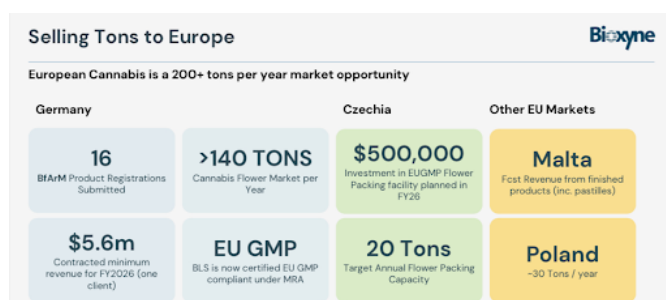 Selling Tons to Europe
Bioxyne
European Cannabis is a 200+ tons per year market opportunity
Germany
Czechia
Other EU Markets
16
BfArM Product Registrations
Submitted
>140 TONS
Cannabis Flower Market per
Year
$500,000
Investment in EUGMP Flower
Packing facility planned in
FY26
Malta
Fcst Revenue from finished
products (inc. pastilles)
$5.6m
Contracted minimum
revenue for FY2026 (one
client)
EU GMP
BLS is now certified EU GMP
compliant under MRA
20 Tons
Target Annual Flower Packing
Capacity
Poland
~30 Tons / year